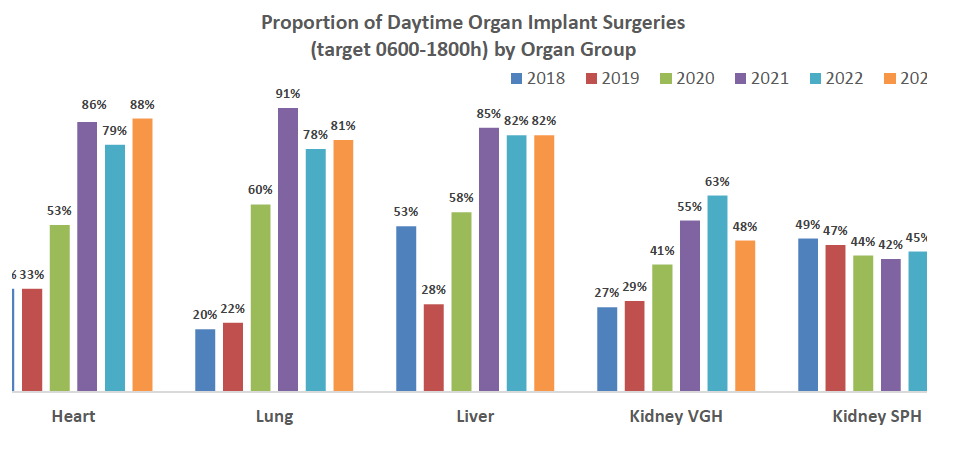 Proportion of Daytime Organ Implant Surgeries
(target 0600-1800h) by Organ Group
2018 2019 2020 2021 2022 202
33% 53% 86% 79% 88%
20% 22% 60% 91% 78% 81%
53% 28% 58% 85% 82% 82%
27% 29% 41% 55% 63% 48%
49% 47% 44% 42% 45%
Heart Lung Liver Kidney VGH Kidney SPH